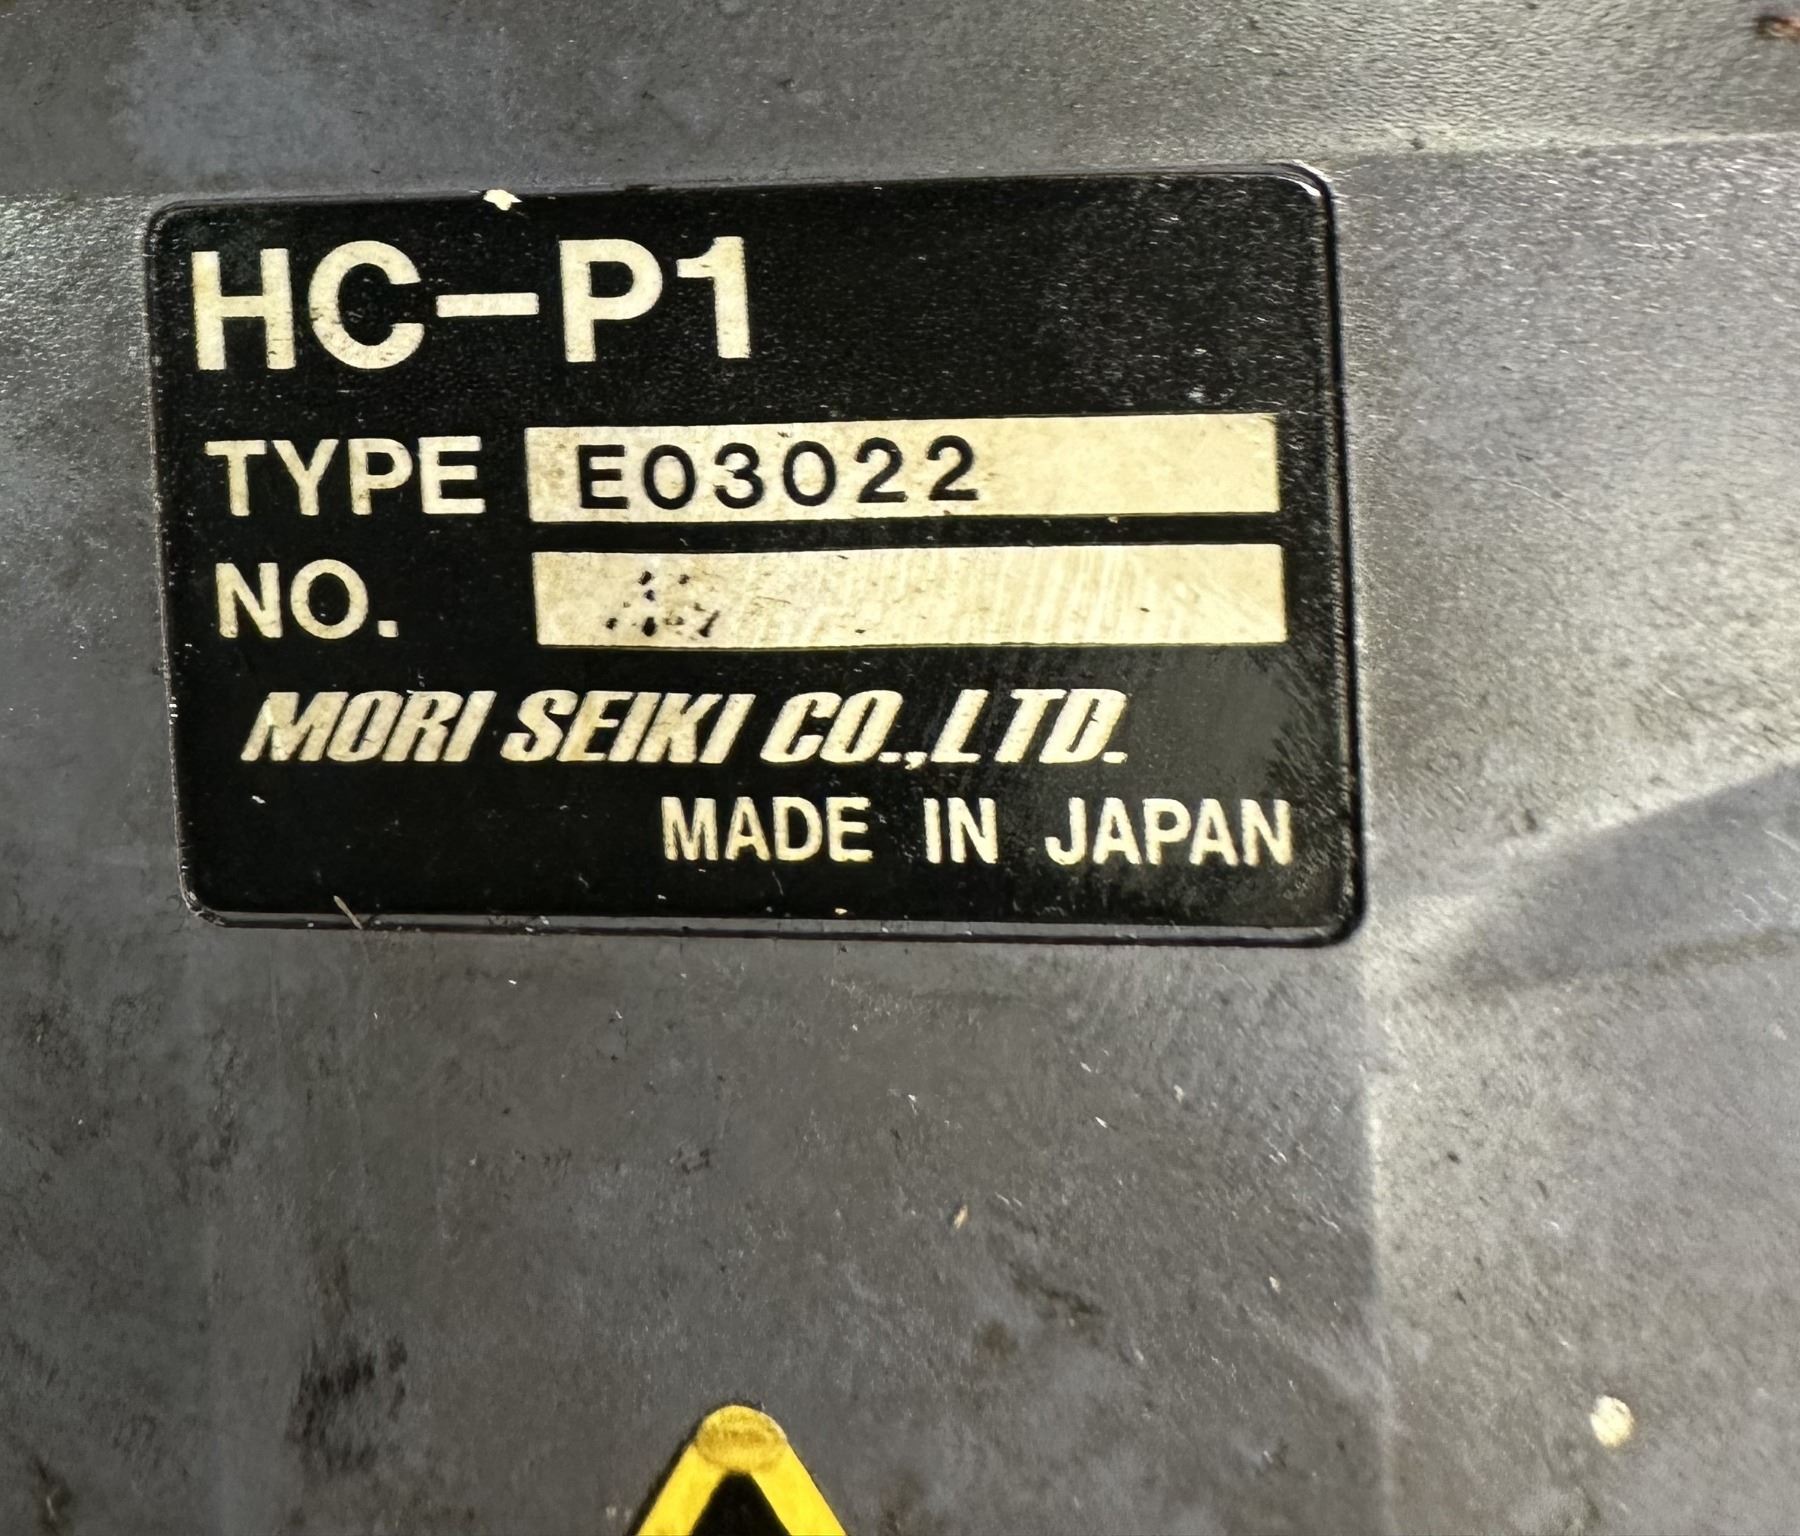 HC-P1
TYPE E03022
NO.
MORI SEIKI CO.,LTD.
MADE IN JAPAN